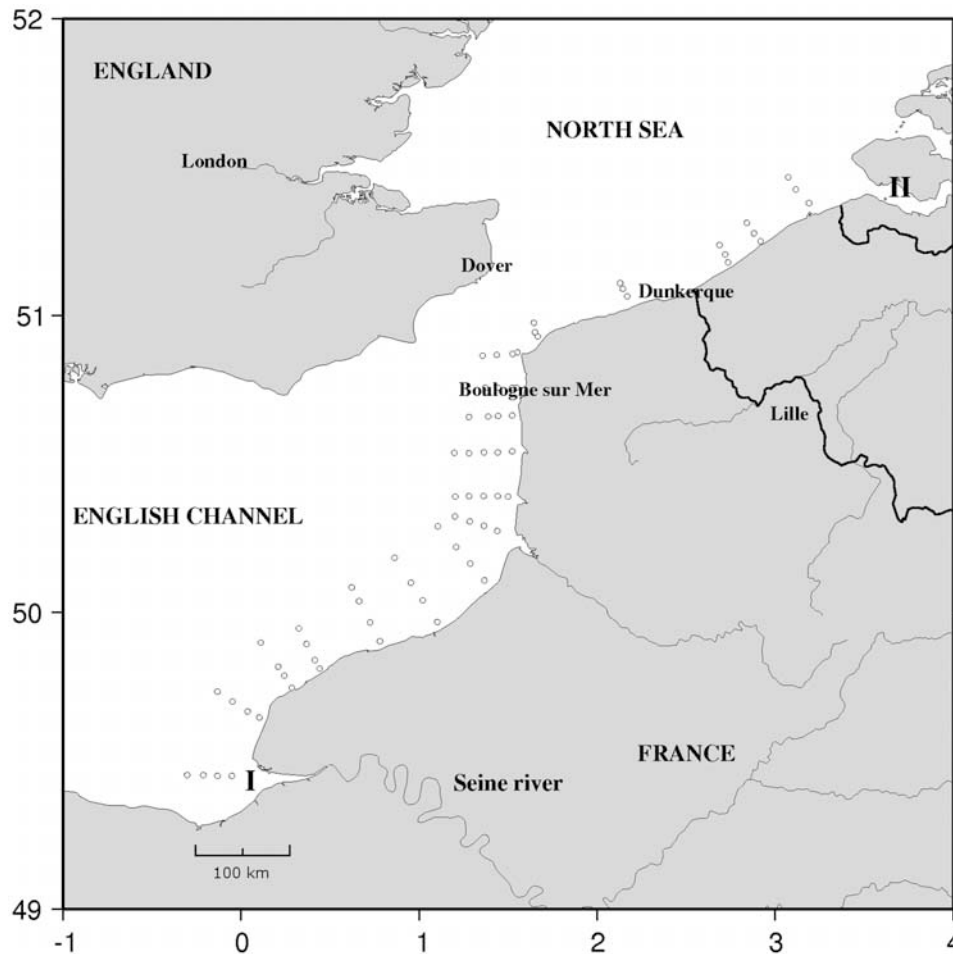 52
ENGLAND
NORTH SEA
London
II
Dover
Dunkerque
51
Boulogne sur Mer
Lille
ENGLISH CHANNEL
50
FRANCE
I
Seine river
100 km
49
-1
0
1
2
3
4